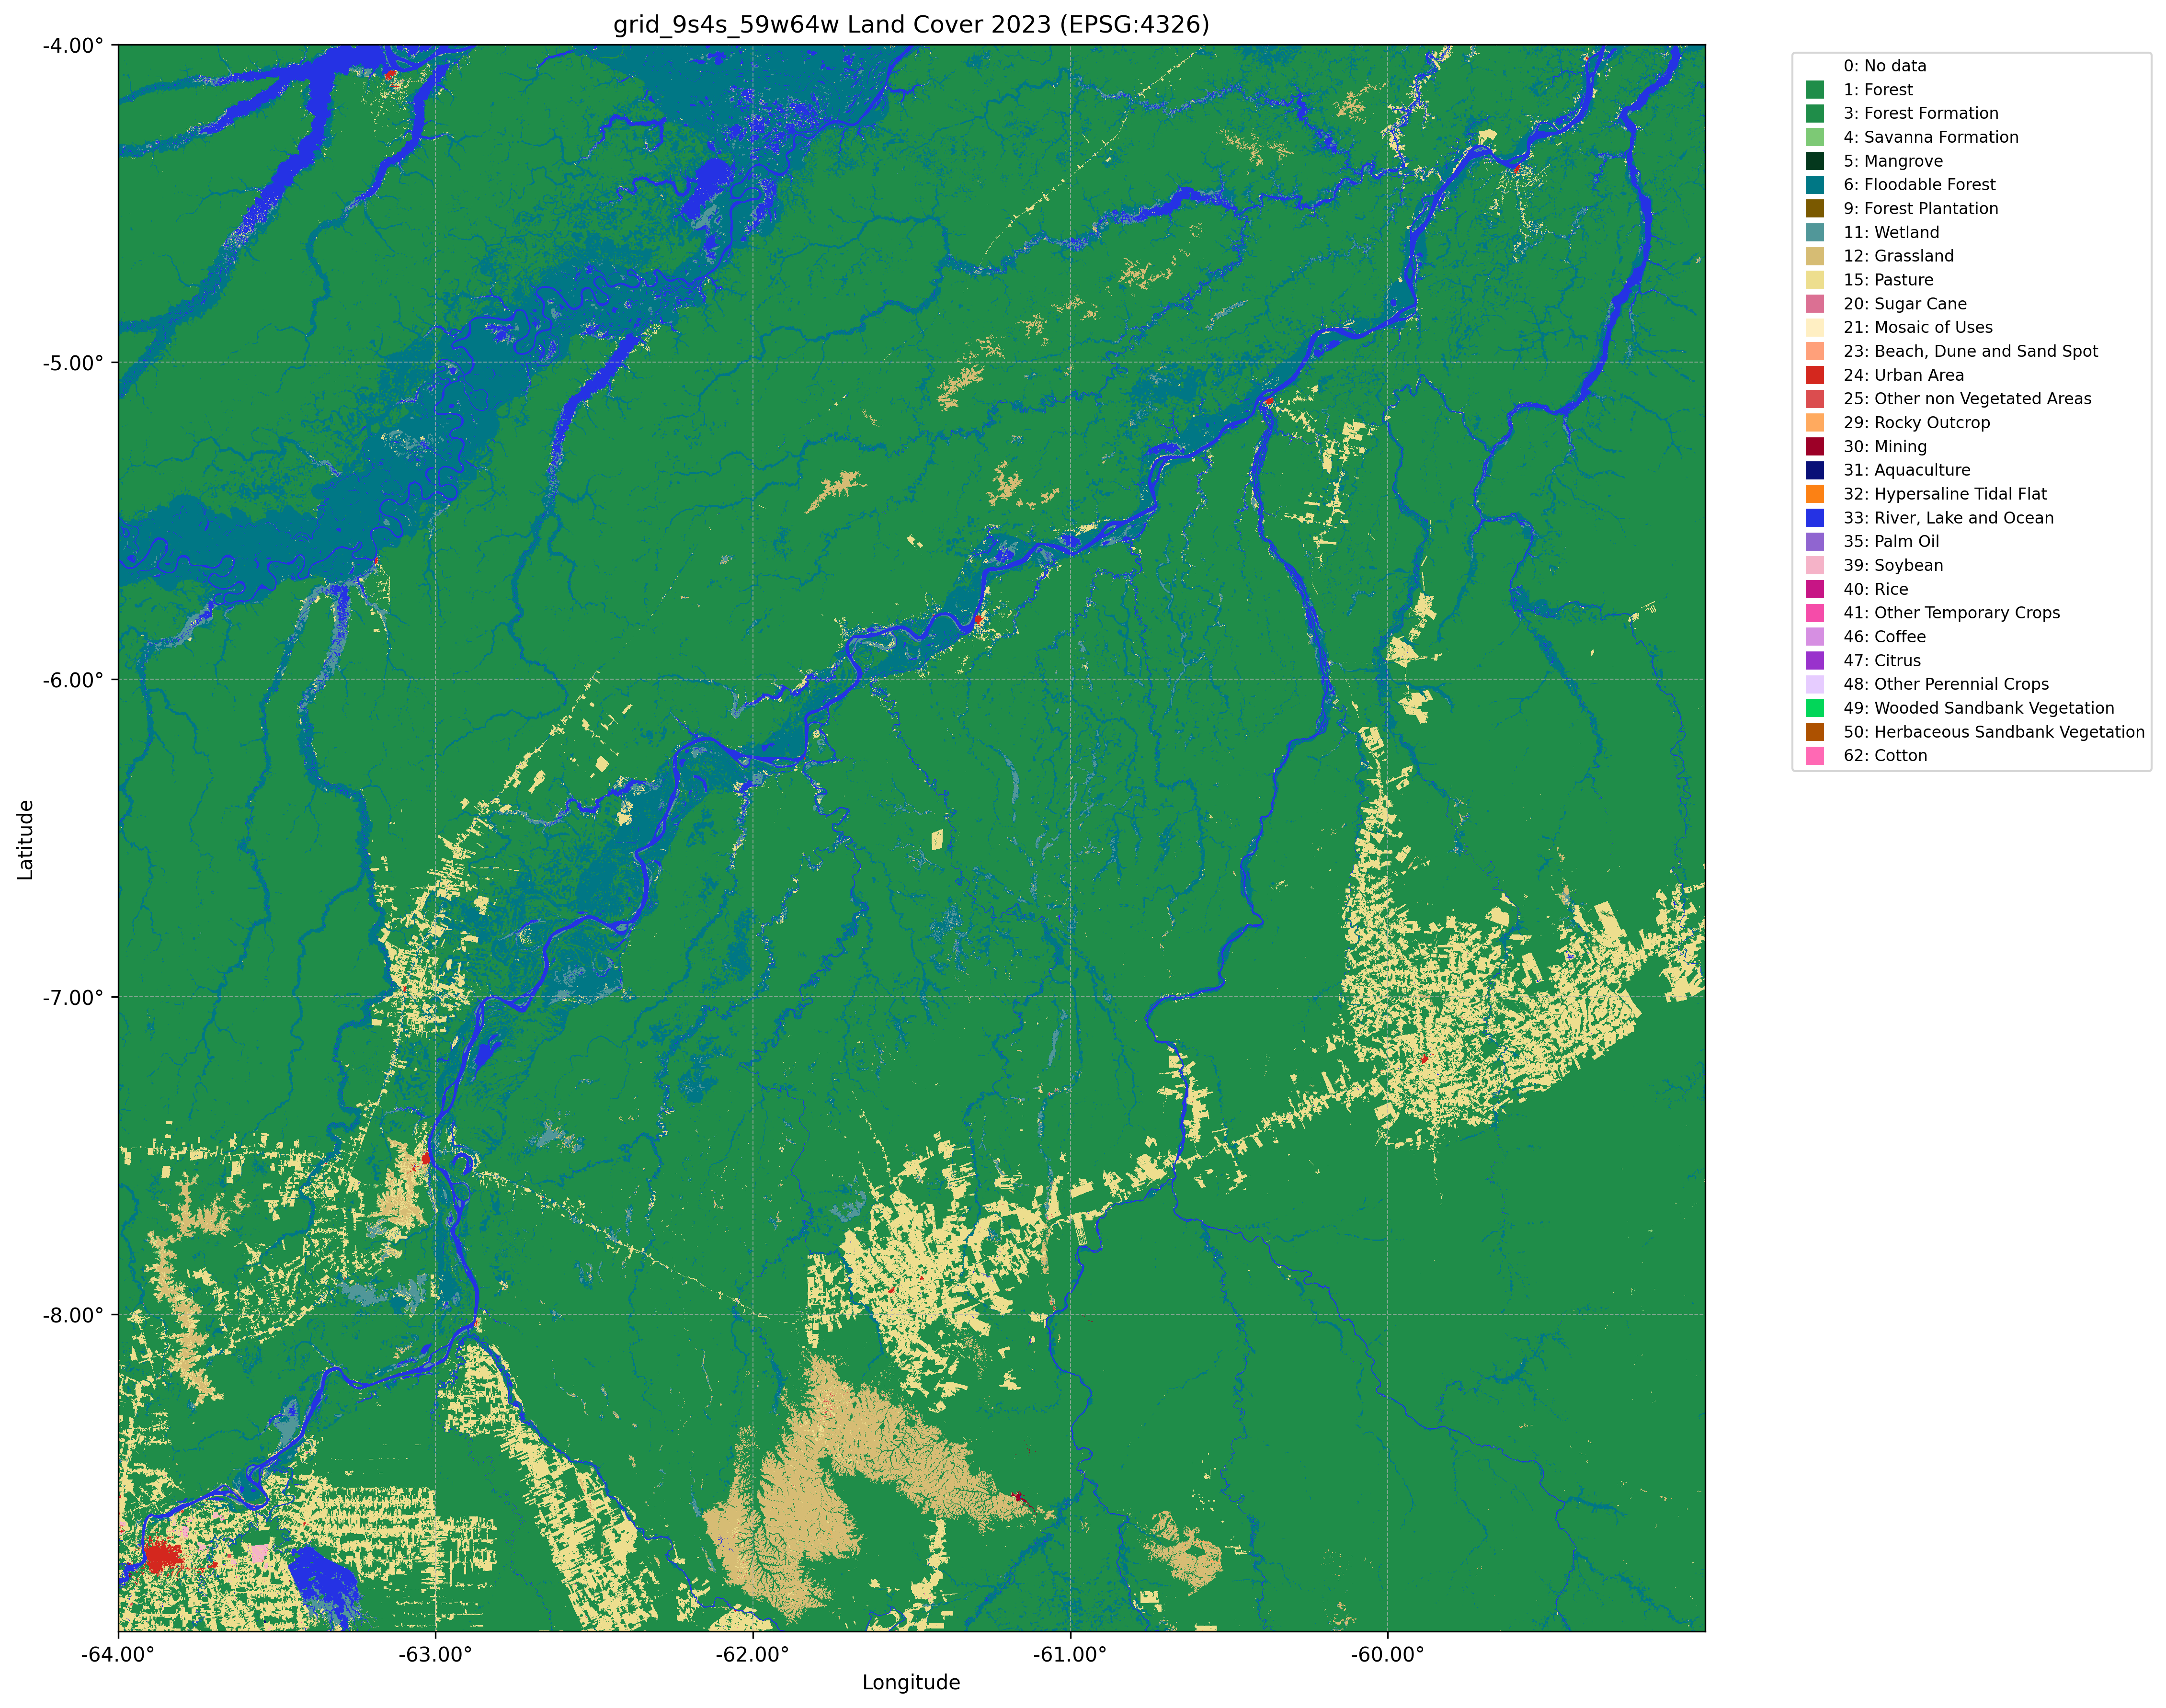 grid_9s4s_59w64w Land Cover 2023 (EPSG:4326)
-4.00°
-5.00°
-6.00°
-7.00°
-8.00°
Latitude
-64.00°
-63.00°
-62.00°
-61.00°
-60.00°
Longitude
0: No data
1: Forest
3: Forest Formation
4: Savanna Formation
5: Mangrove
6: Floodable Forest
9: Forest Plantation
11: Wetland
12: Grassland
15: Pasture
20: Sugar Cane
21: Mosaic of Uses
23: Beach, Dune and Sand Spot
24: Urban Area
25: Other non Vegetated Areas
29: Rocky Outcrop
30: Mining
31: Aquaculture
32: Hypersaline Tidal Flat
33: River, Lake and Ocean
35: Palm Oil
39: Soybean
40: Rice
41: Other Temporary Crops
46: Coffee
47: Citrus
48: Other Perennial Crops
49: Wooded Sandbank Vegetation
50: Herbaceous Sandbank Vegetation
62: Cotton